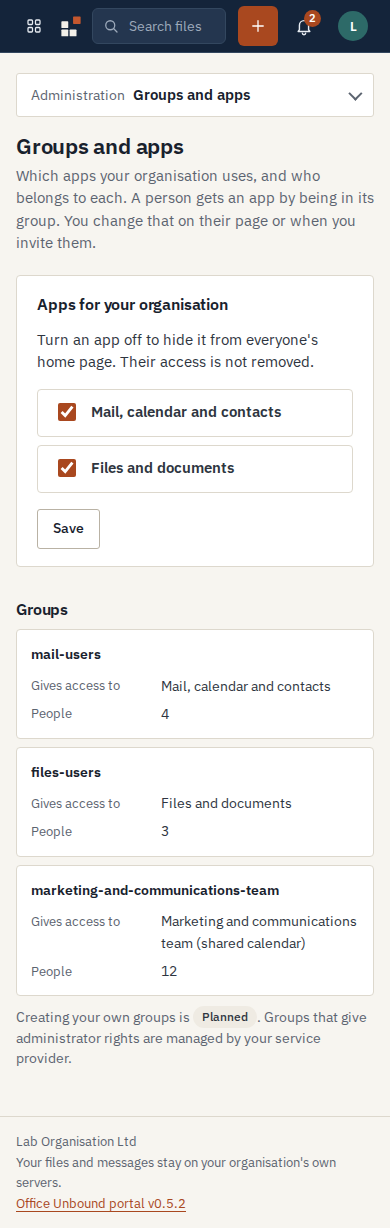 Search files
2
L
Administration Groups and apps
Groups and apps
Which apps your organisation uses, and who
belongs to each. A person gets an app by being in its
group. You change that on their page or when you
invite them.
Apps for your organisation
Turn an app off to hide it from everyone's
home page. Their access is not removed.
Mail, calendar and contacts
Files and documents
Save
Groups
mail-users
Gives access to Mail, calendar and contacts
People 4
files-users
Gives access to Files and documents
People 3
marketing-and-communications-team
Gives access to Marketing and communications
team (shared calendar)
People 12
Creating your own groups is Planned. Groups that give
administrator rights are managed by your service
provider.
Lab Organisation Ltd
Your files and messages stay on your organisation's own
servers.
Office Unbound portal v0.5.2